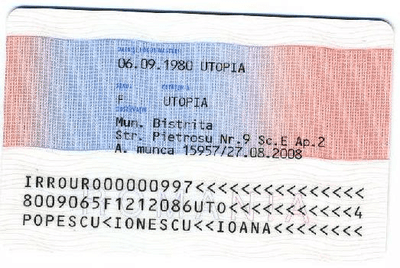 06.09.1980 UTOPIA
F UTOPIA
Mun. Bistrita
Str. Pietrosu Nr.9 Sc.E Ap.2
A. munca 15957/27.08.2008
IRROUR000000997<<<<<<<<<<<<<<<
8009065F1212086UTO<<<<<<<<<<<4
POPESCU<IONESCU<<IOANA<<<<<<<<